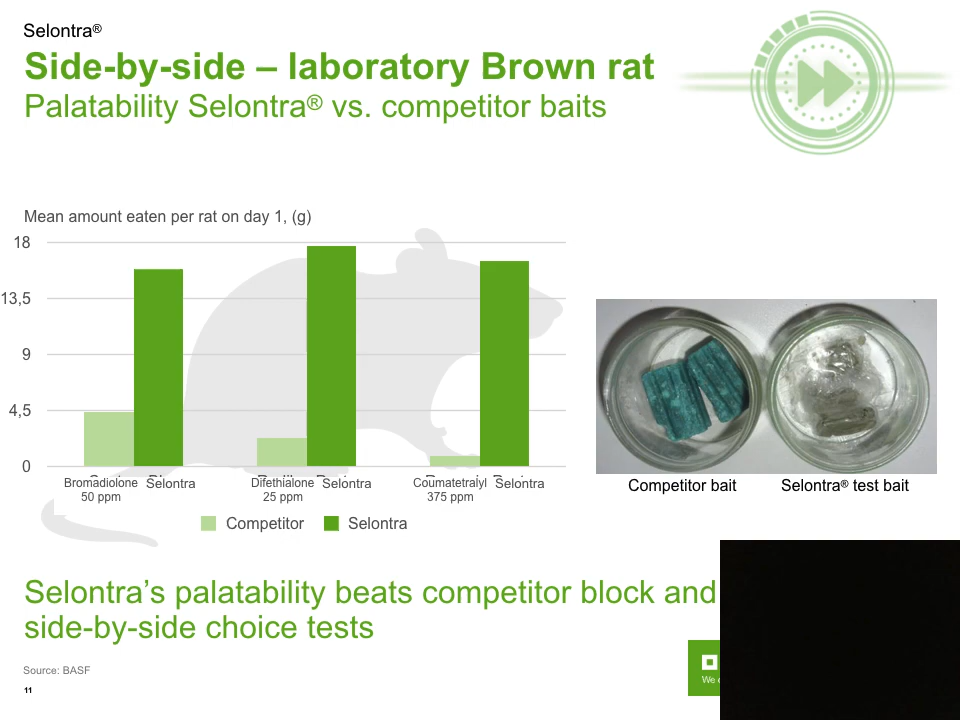 Selontra®
Side-by-side – laboratory Brown rat
Palatability Selontra® vs. competitor baits
Mean amount eaten per rat on day 1, (g)
18
13,5
9
4,5
0
Bromadiolone Selontra Difethialone Selontra Coumatetralyl Selontra
50 ppm 25 ppm 375 ppm
Competitor Selontra
Competitor bait Selontra® test bait
Selontra’s palatability beats competitor block and
side-by-side choice tests
Source: BASF
We
11